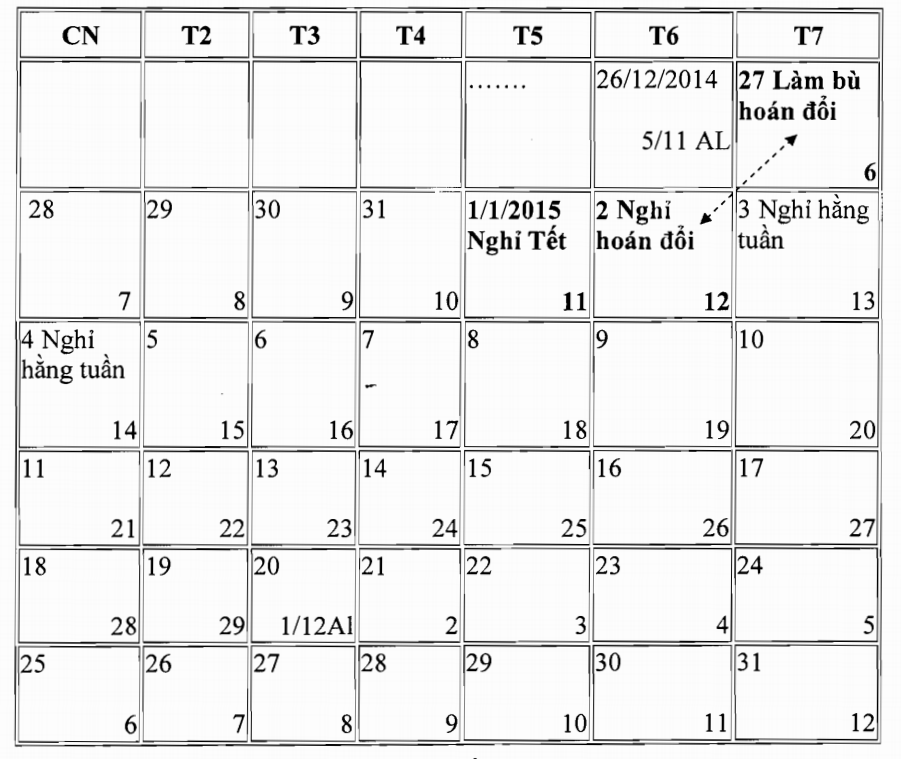 CN T2 T3 T4 T5 T6 T7
....... 26/12/2014 27 Làm bù
hoán đổi
5/11 AL
6
28 29 30 31 1/1/2015 2 Nghỉ 3 Nghỉ hằng
Nghỉ Tết hoán đổi tuần
7 8 9 10 11 12 13
4 Nghỉ 5 6 7 8 9 10
hằng tuần
14 15 16 17 18 19 20
11 12 13 14 15 16 17
21 22 23 24 25 26 27
18 19 20 21 22 23 24
28 29 1/12Al 2 3 4 5
25 26 27 28 29 30 31
6 7 8 9 10 11 12